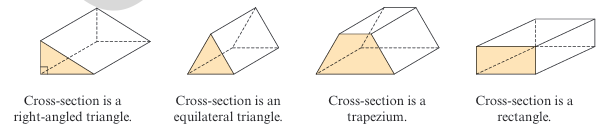 Cross-section is a
right-angled triangle.
Cross-section is an
equilateral triangle.
Cross-section is a
trapezium.
Cross-section is a
rectangle.